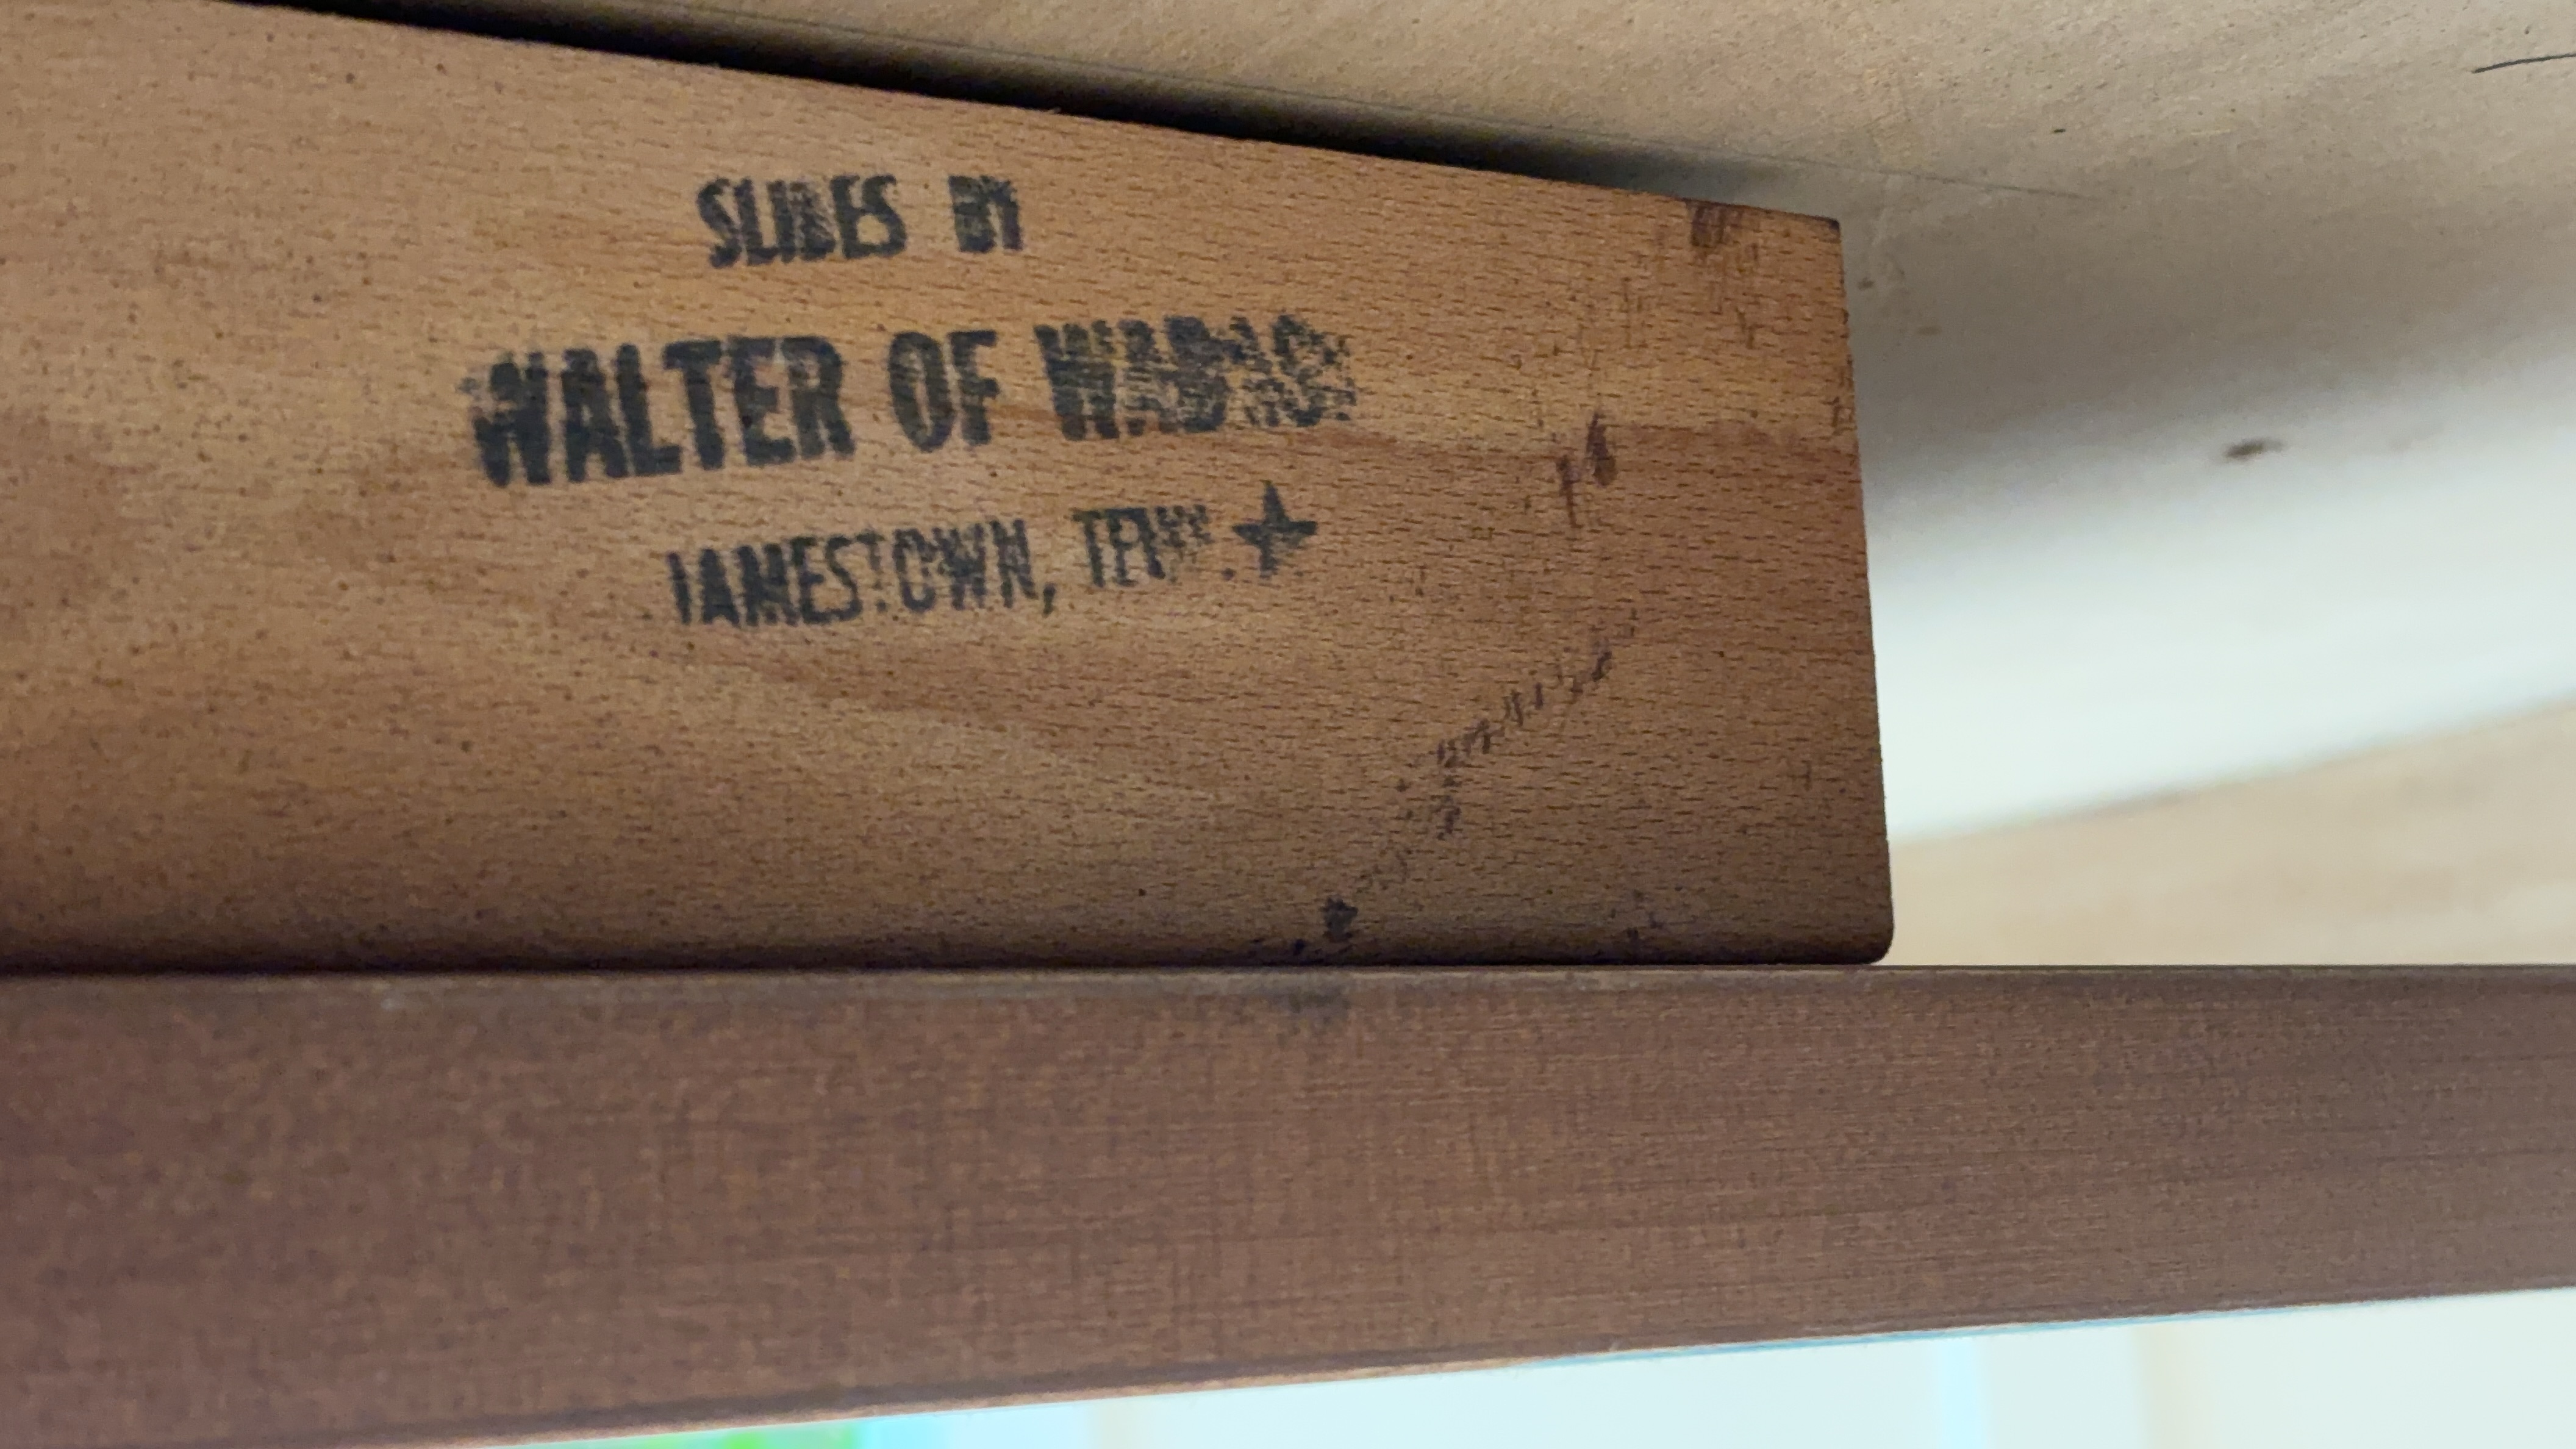 SLIDES BY
WALTER OF WABASH
JAMESTOWN, TENN.